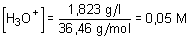 [H₃O⁺] = 1,823 g/l / 36,46 g/mol = 0,05 M